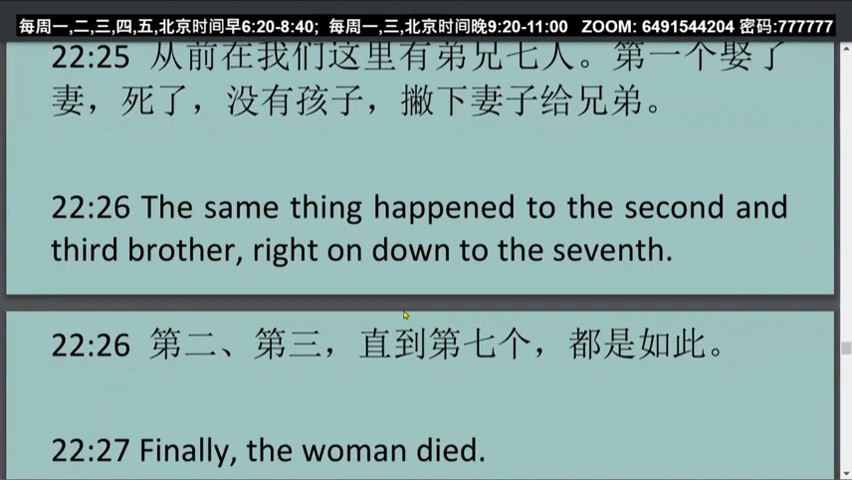 每周一,二,三,四,五,北京时间早6:20-8:40; 每周一,三,北京时间晚9:20-11:00 ZOOM: 6491544204 密码:777777
22:25 从前在我们这里有弟兄七人。第一个娶了
妻，死了，没有孩子，撇下妻子给兄弟。
22:26 The same thing happened to the second and
third brother, right on down to the seventh.
22:26 第二、第三，直到第七个，都是如此。
22:27 Finally, the woman died.